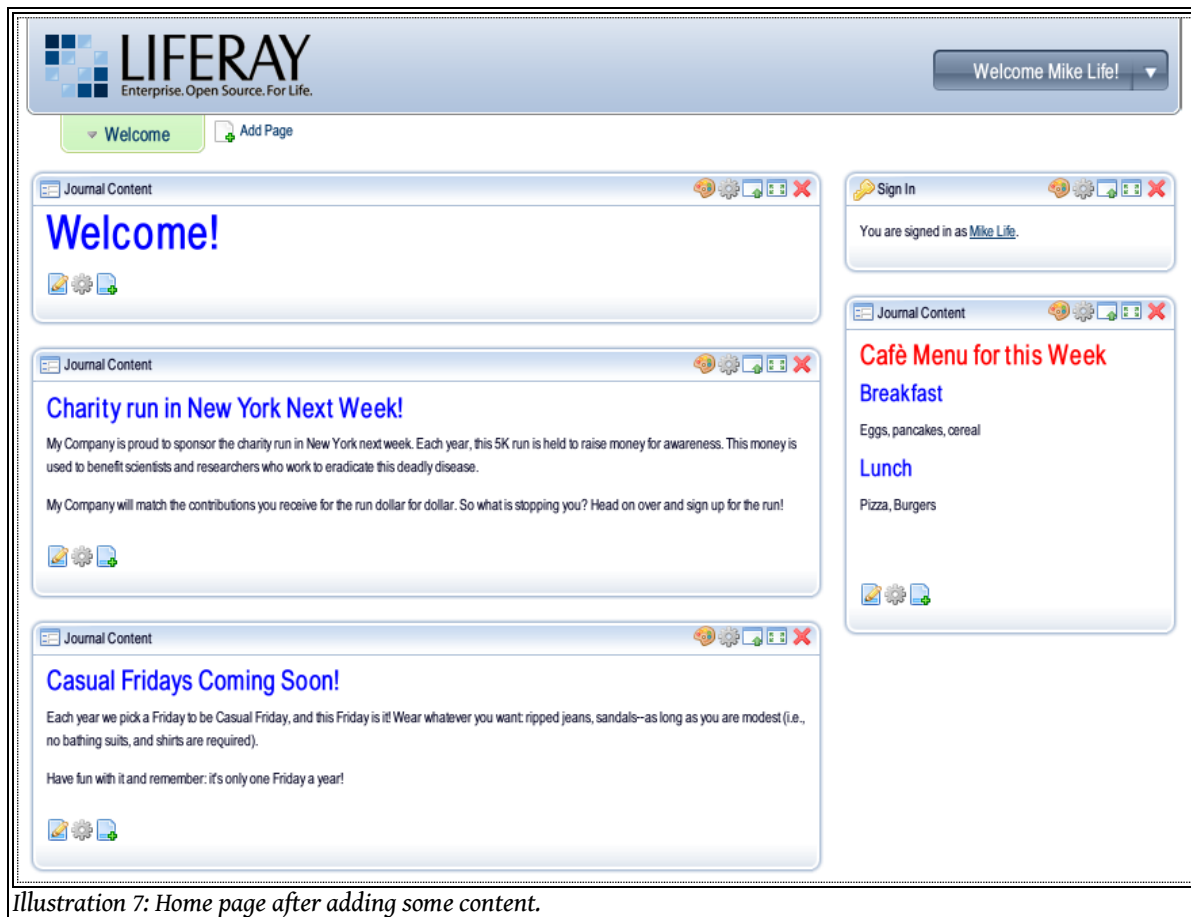 LIFERAY
Enterprise. Open Source. For Life.
Welcome Mike Life!
Welcome
Add Page
Journal Content
Welcome!
Journal Content
Charity run in New York Next Week!
My Company is proud to sponsor the charity run in New York next week. Each year, this 5K run is held to raise money for awareness. This money is
used to benefit scientists and researchers who work to eradicate this deadly disease.
My Company will match the contributions you receive for the run dollar for dollar. So what is stopping you? Head on over and sign up for the run!
Journal Content
Casual Fridays Coming Soon!
Each year we pick a Friday to be Casual Friday, and this Friday is it! Wear whatever you want: ripped jeans, sandals--as long as you are modest (i.e.,
no bathing suits, and shirts are required).
Have fun with it and remember: it's only one Friday a year!
Sign In
You are signed in as Mike Life.
Journal Content
Cafè Menu for this Week
Breakfast
Eggs, pancakes, cereal
Lunch
Pizza, Burgers
Illustration 7: Home page after adding some content.